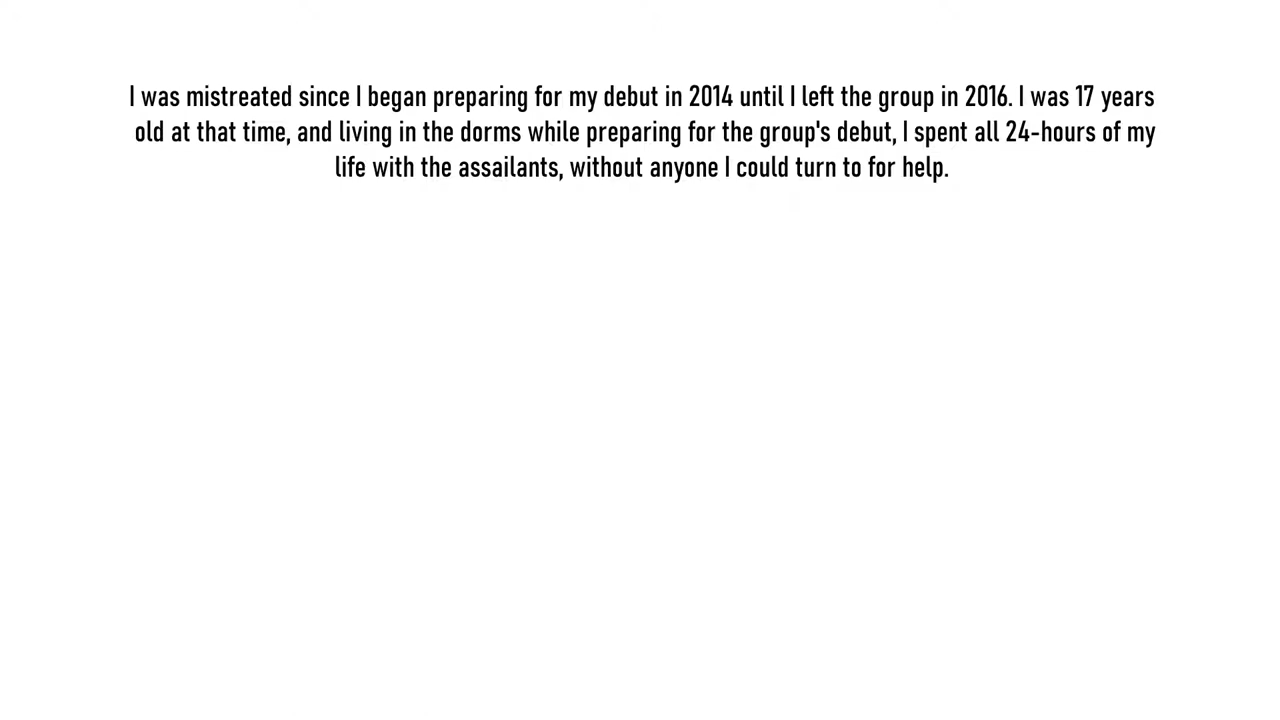 I was mistreated since I began preparing for my debut in 2014 until I left the group in 2016. I was 17 years
old at that time, and living in the dorms while preparing for the group's debut, I spent all 24-hours of my
life with the assailants, without anyone I could turn to for help.